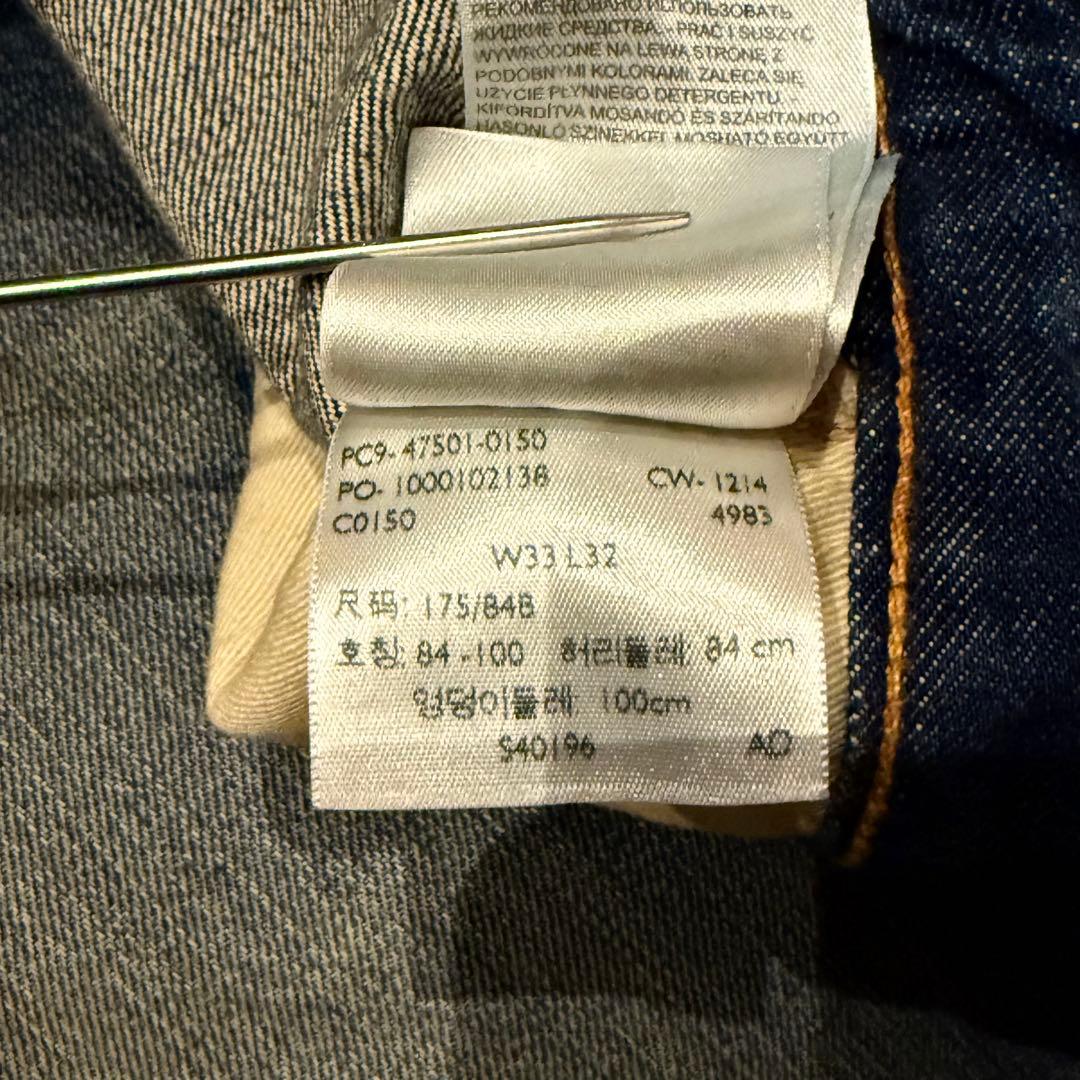 РЕКОМЕНДОВАНО ИСПОЛЬЗОВАТЬ
ЖИДКИЕ СРЕДСТВА. - PRAĆ I SUSZYĆ
WYWRÓCONE NA LEWĄ STRONĘ Z
PODOBNYMI KOLORAMI. ZALECA SIĘ
UŻYCIE PŁYNNEGO DETERGENTU. -
KIFORDÍTVA MOSANDÓ ÉS SZÁRÍTANDÓ
HASONLÓ SZÍNEKKEL MOSHATÓ EGYÜTT
PC9- 47501-0150
PO- 1000102138 CW- 1214
C0150 4983
W33 L32
尺码: 175/84B
호칭: 84 -100 허리둘레: 84 cm
엉덩이둘레: 100cm
S40196 AO